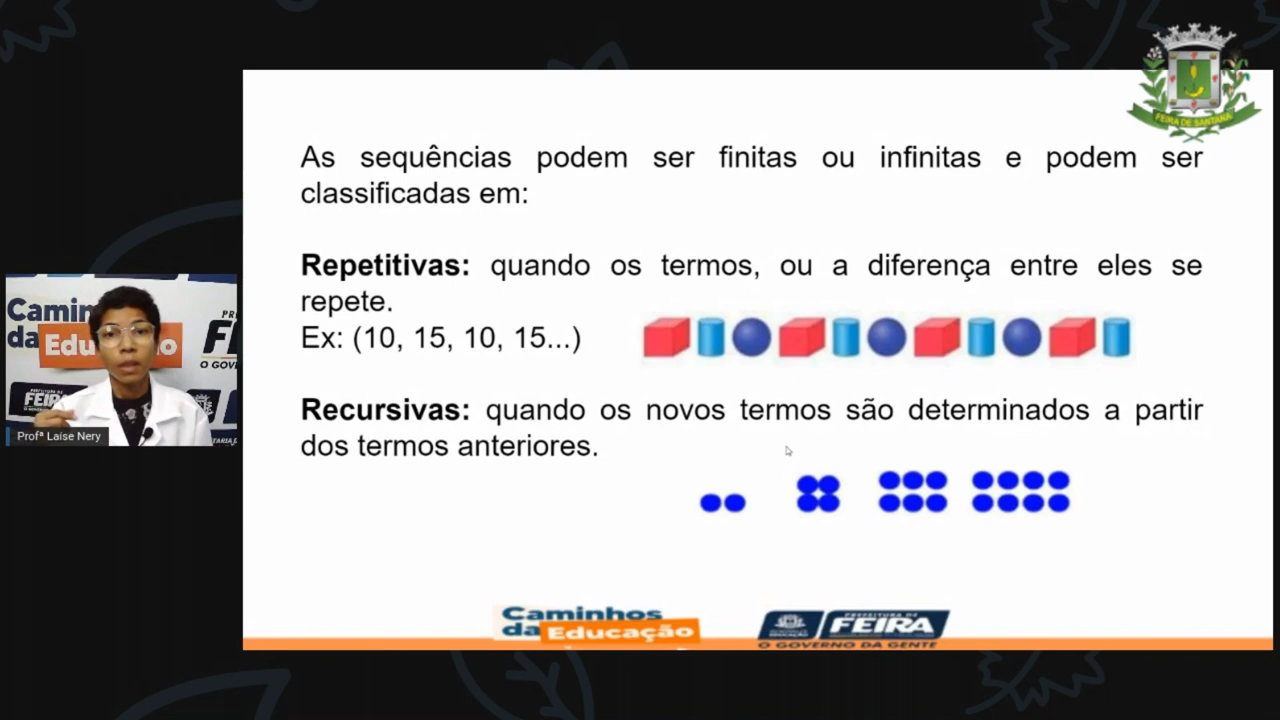 FEIRA DE SANTANA
As sequências podem ser finitas ou infinitas e podem ser
classificadas em:
Repetitivas: quando os termos, ou a diferença entre eles se
repete.
Ex: (10, 15, 10, 15...)
Recursivas: quando os novos termos são determinados a partir
dos termos anteriores.
Profª Laise Nery
Caminhos
da Educação
PREFEITURA DE
FEIRA
O GOVERNO DA GENTE